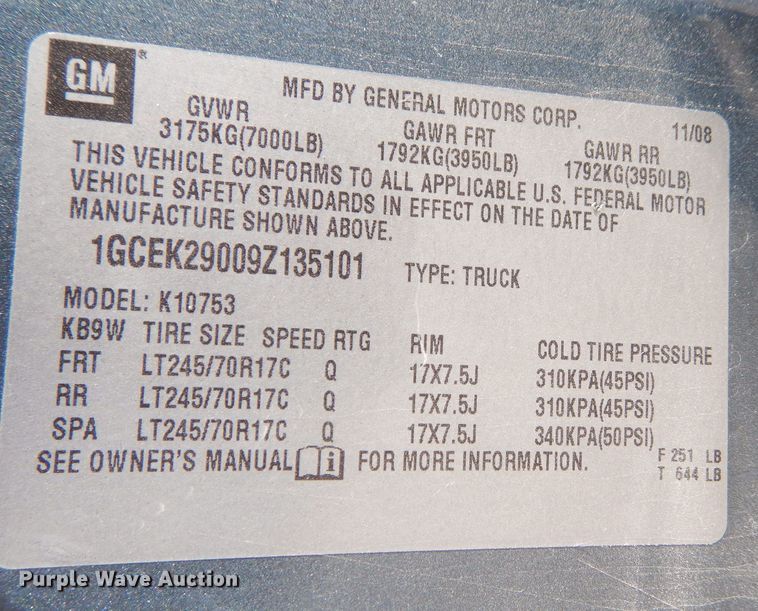 GM
MFD BY GENERAL MOTORS CORP.
11/08
GVWR GAWR FRT GAWR RR
3175KG(7000LB) 1792KG(3950LB) 1792KG(3950LB)
THIS VEHICLE CONFORMS TO ALL APPLICABLE U.S. FEDERAL MOTOR
VEHICLE SAFETY STANDARDS IN EFFECT ON THE DATE OF
MANUFACTURE SHOWN ABOVE.
1GCEK29009Z135101 TYPE: TRUCK
MODEL: K10753
KB9W TIRE SIZE SPEED RTG RIM COLD TIRE PRESSURE
FRT LT245/70R17C Q 17X7.5J 310KPA(45PSI)
RR LT245/70R17C Q 17X7.5J 310KPA(45PSI)
SPA LT245/70R17C Q 17X7.5J 340KPA(50PSI)
SEE OWNER'S MANUAL i FOR MORE INFORMATION.
F 251 LB
T 644 LB
Purple Wave Auction